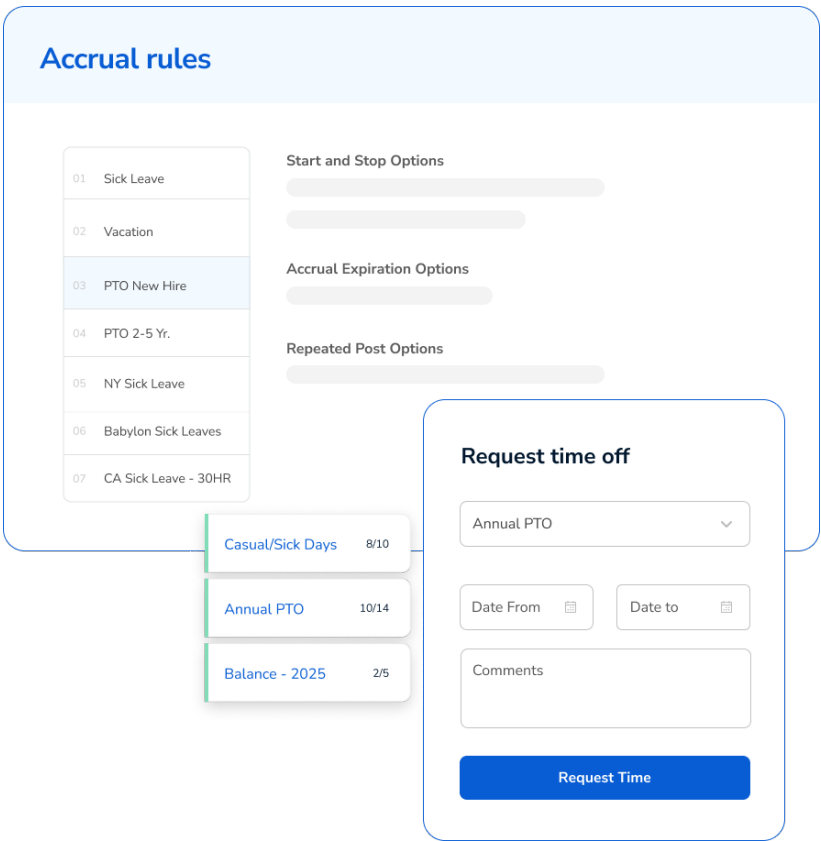 Accrual rules
01 Sick Leave
02 Vacation
03 PTO New Hire
04 PTO 2-5 Yr.
05 NY Sick Leave
06 Babylon Sick Leaves
07 CA Sick Leave - 30HR
Start and Stop Options
Accrual Expiration Options
Repeated Post Options
Casual/Sick Days 8/10
Annual PTO 10/14
Balance - 2025 2/5
Request time off
Annual PTO
Date From Date to
Comments
Request Time